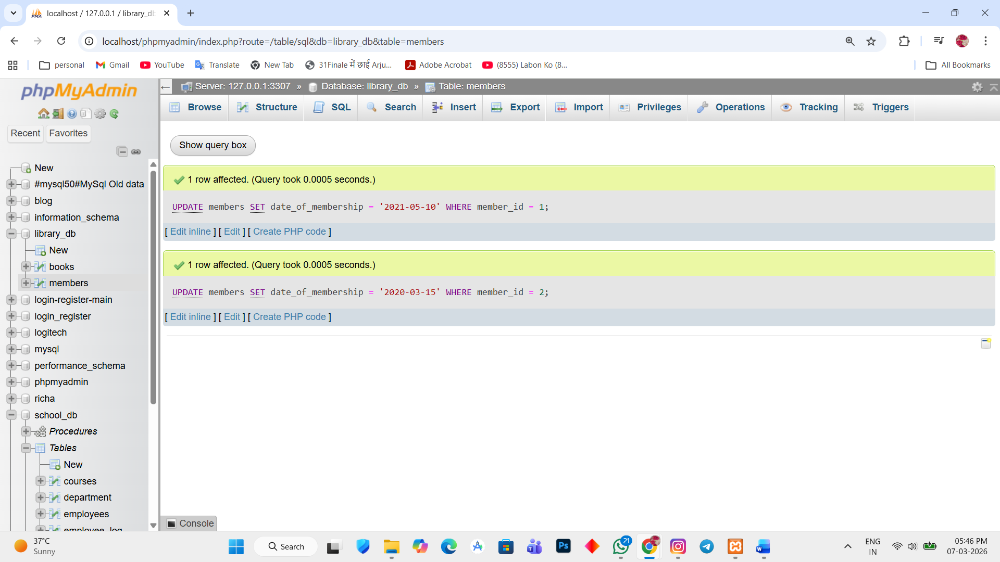 localhost / 127.0.0.1 / library_db
localhost/phpmyadmin/index.php?route=/table/sql&db=library_db&table=members
personal
Gmail
YouTube
Translate
New Tab
31Finale में छाई Arju...
Adobe Acrobat
(8555) Labon Ko (8...
All Bookmarks
phpMyAdmin
Recent
Favorites
New
#mysql50#MySql Old data
blog
information_schema
library_db
New
books
members
login-register-main
login_register
logitech
mysql
performance_schema
phpmyadmin
richa
school_db
Procedures
Tables
New
courses
department
employees
employee_log
Server: 127.0.0.1:3307 » Database: library_db » Table: members
Browse
Structure
SQL
Search
Insert
Export
Import
Privileges
Operations
Tracking
Triggers
Show query box
1 row affected. (Query took 0.0005 seconds.)
UPDATE members SET date_of_membership = '2021-05-10' WHERE member_id = 1;
[ Edit inline ] [ Edit ] [ Create PHP code ]
1 row affected. (Query took 0.0005 seconds.)
UPDATE members SET date_of_membership = '2020-03-15' WHERE member_id = 2;
[ Edit inline ] [ Edit ] [ Create PHP code ]
Console
37°C
Sunny
Search
Ps
21
ENG
IN
05:46 PM
07-03-2026